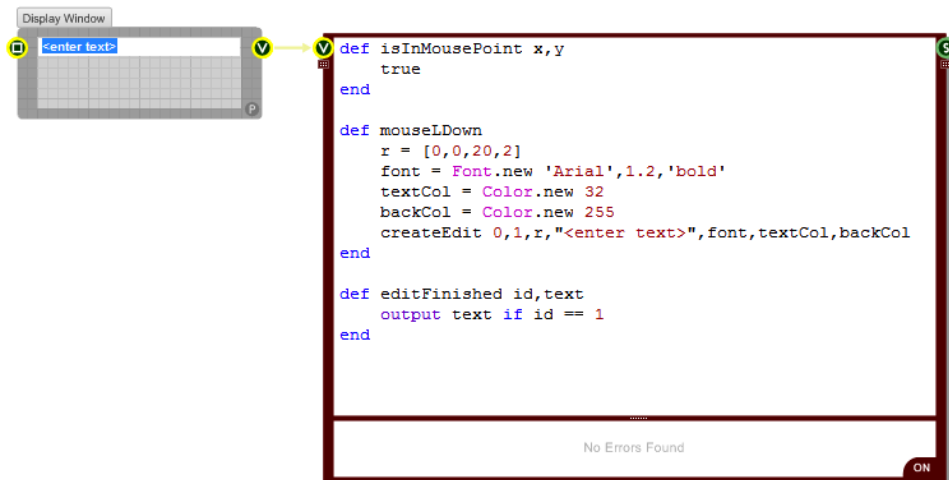 Display Window
<enter text>
P
V
V
S
def isInMousePoint x,y
    true
end
def mouseLDown
    r = [0,0,20,2]
    font = Font.new 'Arial',1.2,'bold'
    textCol = Color.new 32
    backCol = Color.new 255
    createEdit 0,1,r,"<enter text>",font,textCol,backCol
end
def editFinished id,text
    output text if id == 1
end
No Errors Found
ON